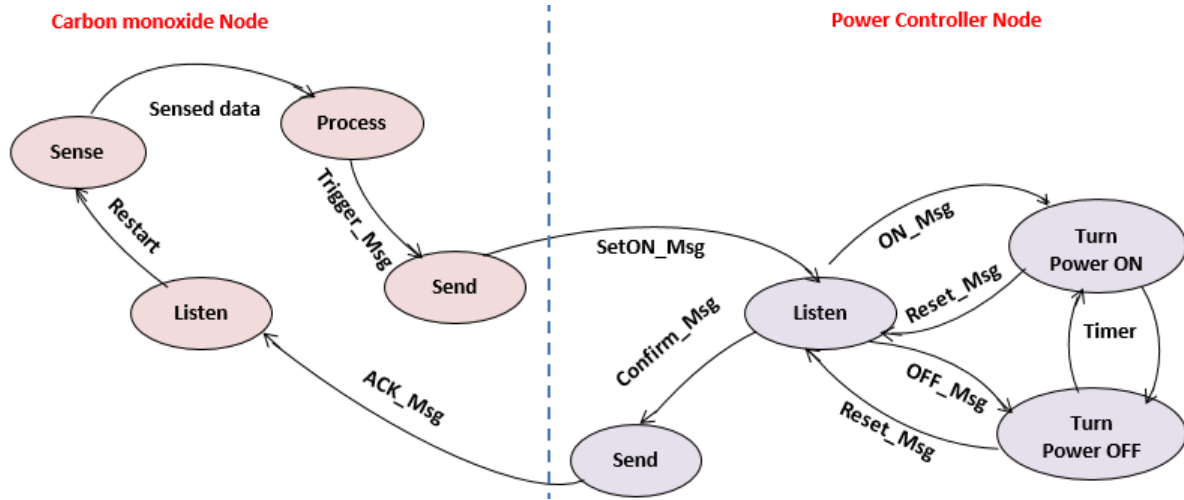 Carbon monoxide Node
Power Controller Node
Sensed data
Process
Sense
Trigger_Msg
Restart
ON_Msg
SetON_Msg
Turn
Power ON
Send
Reset_Msg
Listen
Listen
Confirm_Msg
Timer
OFF_Msg
ACK_Msg
Reset_Msg
Turn
Power OFF
Send